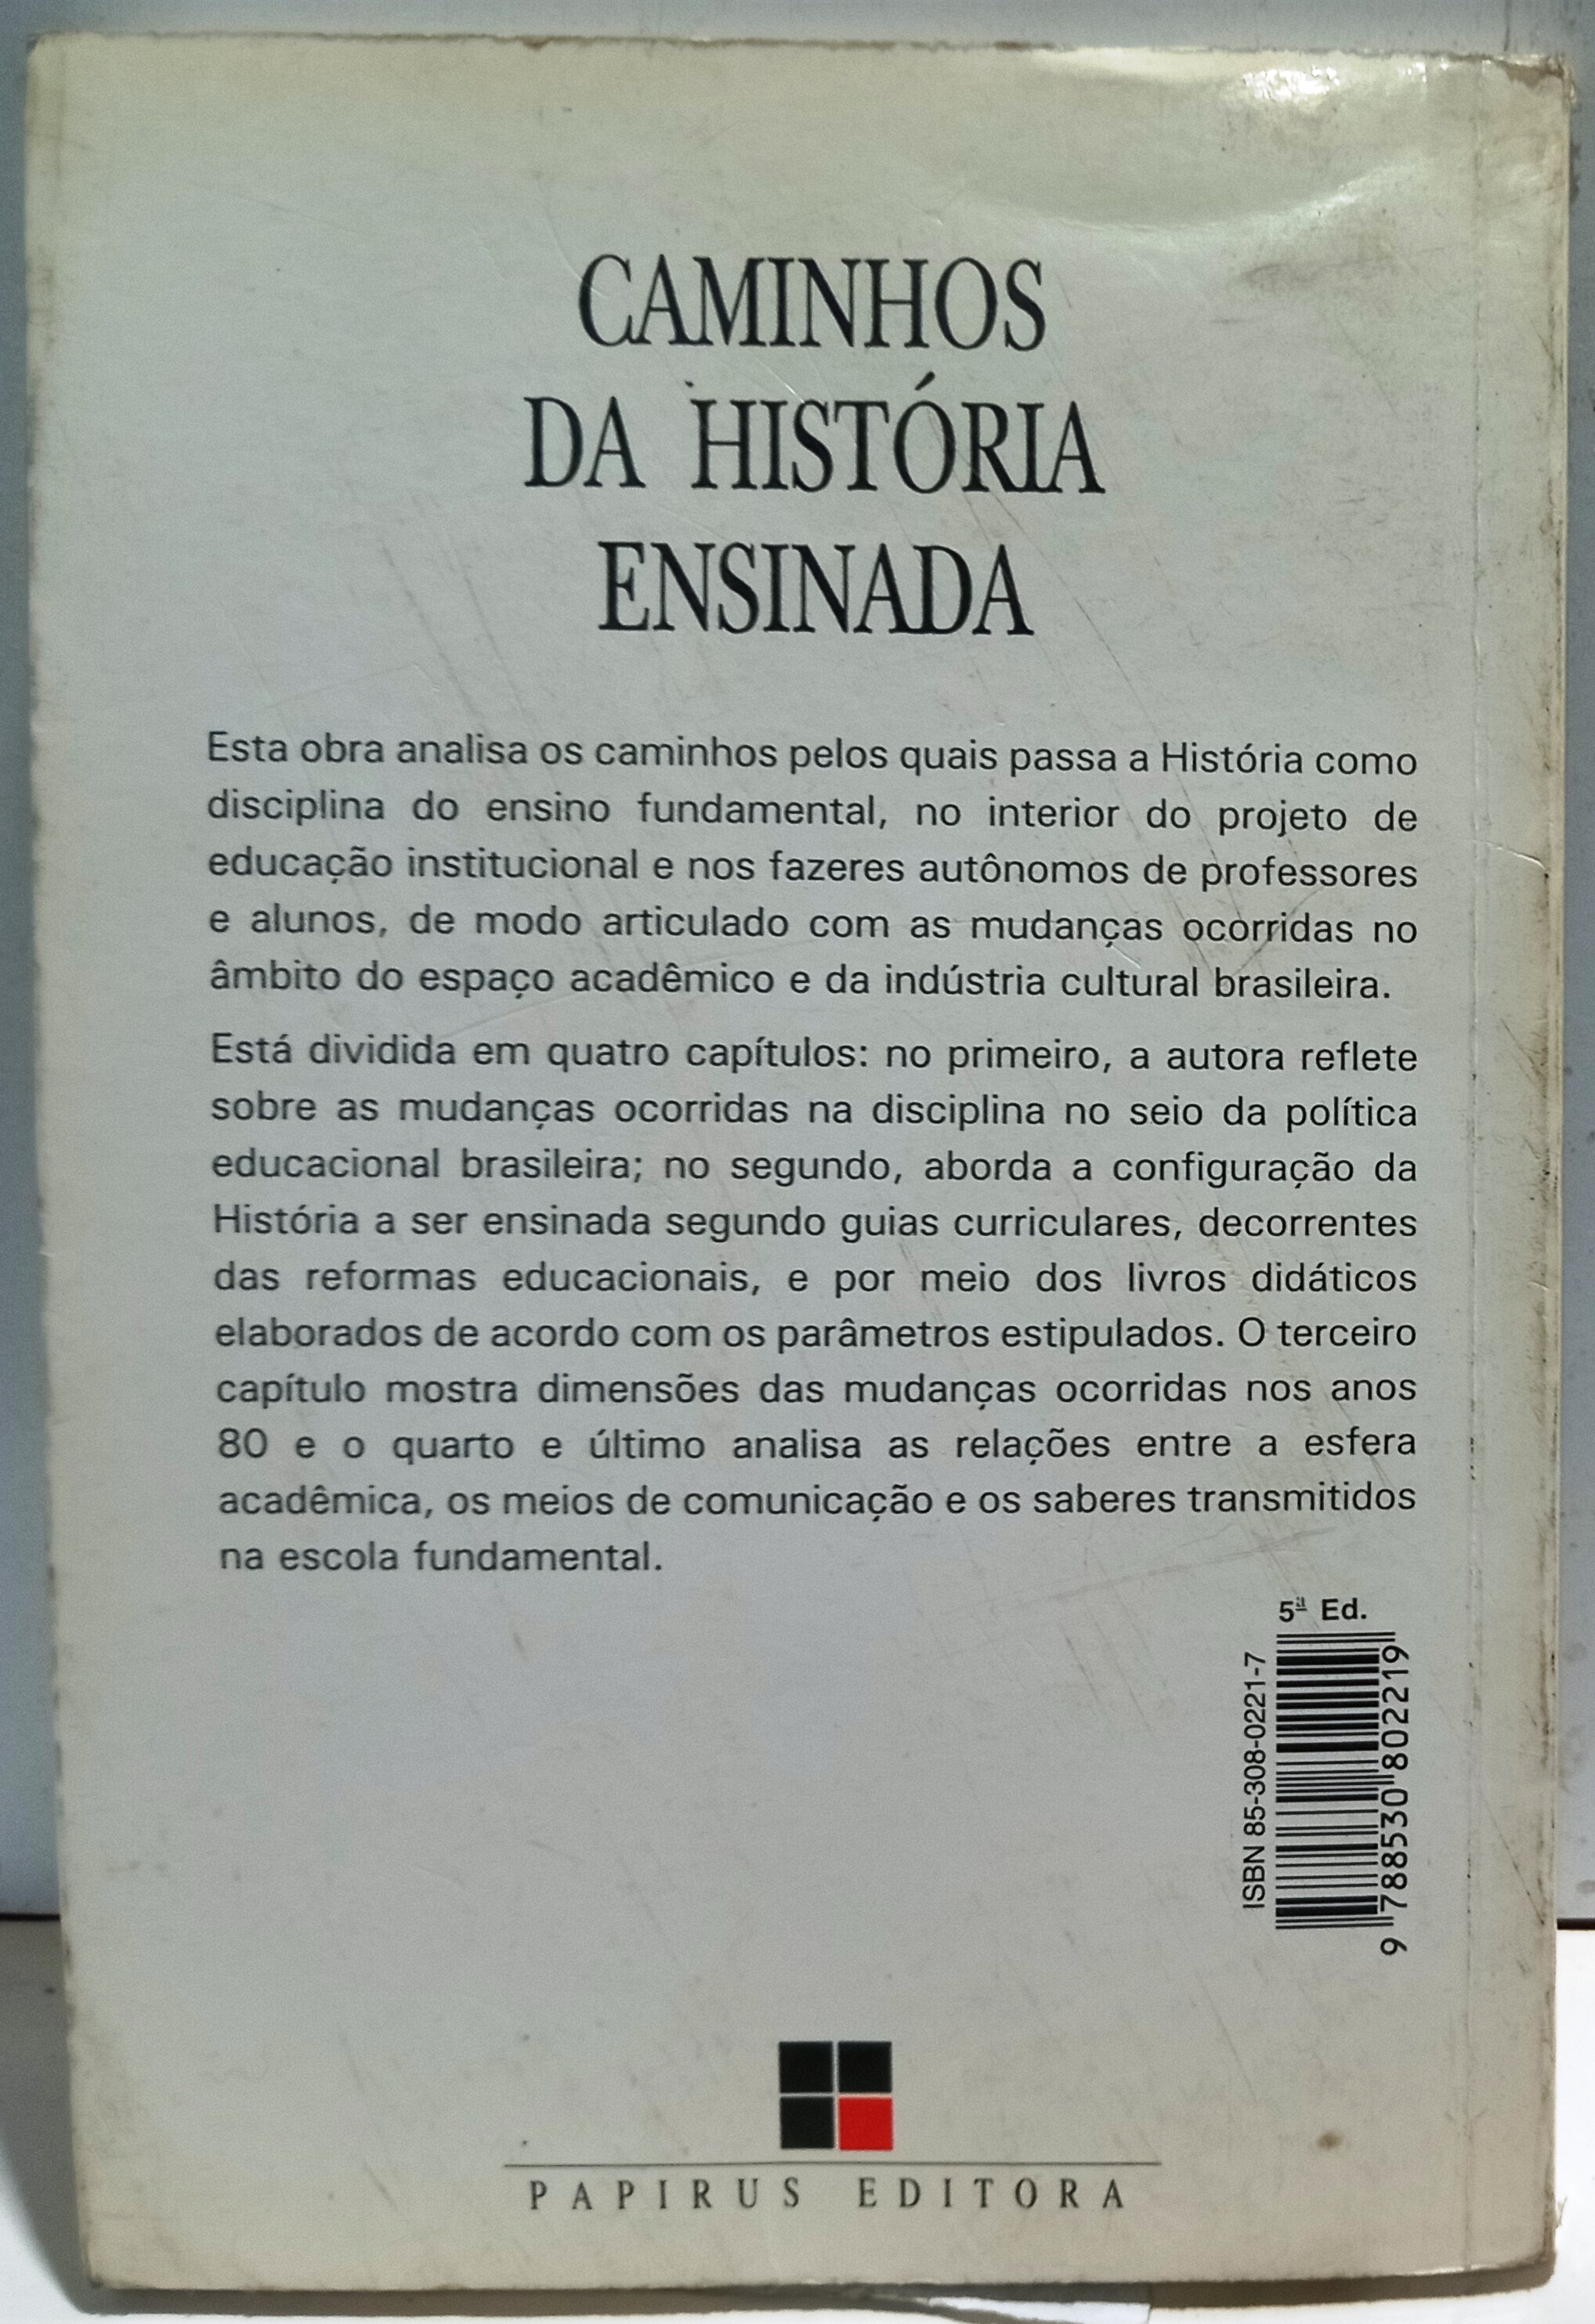 CAMINHOS
DA HISTÓRIA
ENSINADA
Esta obra analisa os caminhos pelos quais passa a História como
disciplina do ensino fundamental, no interior do projeto de
educação institucional e nos fazeres autônomos de professores
e alunos, de modo articulado com as mudanças ocorridas no
âmbito do espaço acadêmico e da indústria cultural brasileira.
Está dividida em quatro capítulos: no primeiro, a autora reflete
sobre as mudanças ocorridas na disciplina no seio da política
educacional brasileira; no segundo, aborda a configuração da
História a ser ensinada segundo guias curriculares, decorrentes
das reformas educacionais, e por meio dos livros didáticos
elaborados de acordo com os parâmetros estipulados. O terceiro
capítulo mostra dimensões das mudanças ocorridas nos anos
80 e o quarto e último analisa as relações entre a esfera
acadêmica, os meios de comunicação e os saberes transmitidos
na escola fundamental.
5ª Ed.
ISBN 85-308-0221-7
9 788530 802219
PAPIRUS EDITORA